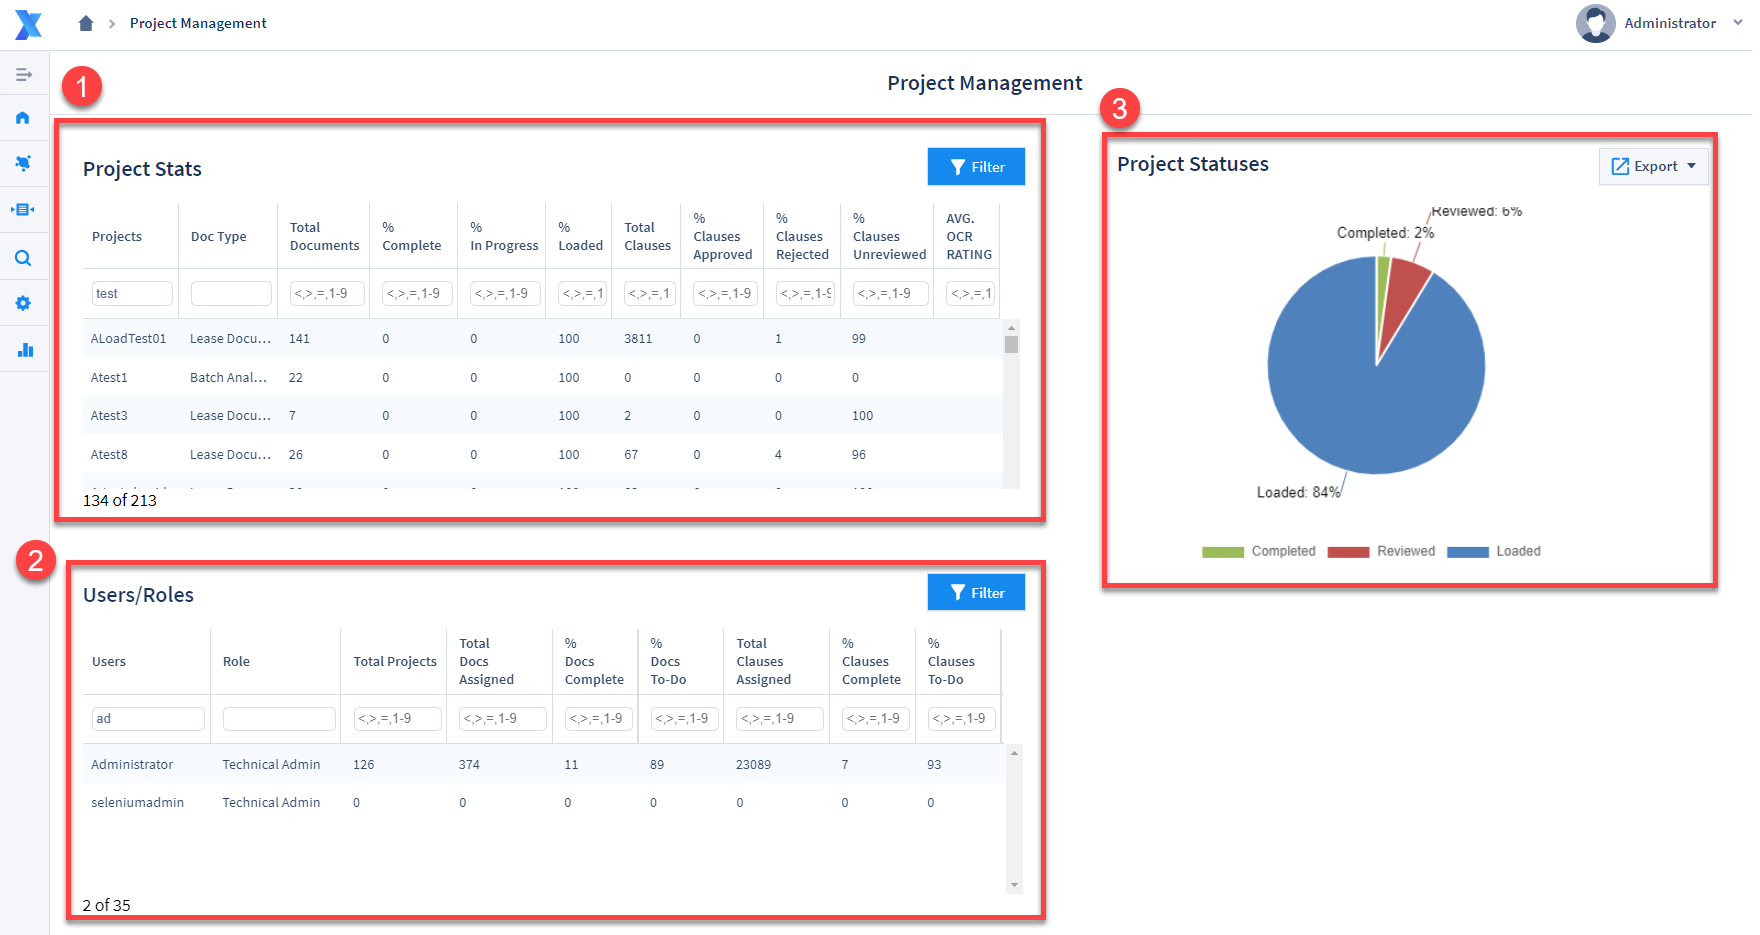 Project Management
Administrator
Project Management
1
3
Project Stats
Filter
Projects
Doc Type
Total
Documents
%
Complete
%
In Progress
%
Loaded
Total
Clauses
%
Clauses
Approved
%
Clauses
Rejected
%
Clauses
Unreviewed
AVG.
OCR
RATING
test
<,>,=,1-9
<,>,=,1-9
<,>,=,1-9
<,>,=,1
<,>,=,1-
<,>,=,1-9
<,>,=,1-9
<,>,=,1-9
<,>,=,1
ALoadTest01 Lease Docu... 141 0 0 100 3811 0 1 99
Atest1 Batch Anal... 22 0 0 100 0 0 0 0
Atest3 Lease Docu... 7 0 0 100 2 0 0 100
Atest8 Lease Docu... 26 0 0 100 67 0 4 96
134 of 213
Project Statuses
Export
Reviewed: 6%
Completed: 2%
Loaded: 84%
Completed Reviewed Loaded
2
Users/Roles
Filter
Users
Role
Total Projects
Total
Docs
Assigned
%
Docs
Complete
%
Docs
To-Do
Total
Clauses
Assigned
%
Clauses
Complete
%
Clauses
To-Do
ad
<,>,=,1-9
<,>,=,1-9
<,>,=,1-9
<,>,=,1-9
<,>,=,1-9
<,>,=,1-9
<,>,=,1-9
Administrator Technical Admin 126 374 11 89 23089 7 93
seleniumadmin Technical Admin 0 0 0 0 0 0 0
2 of 35